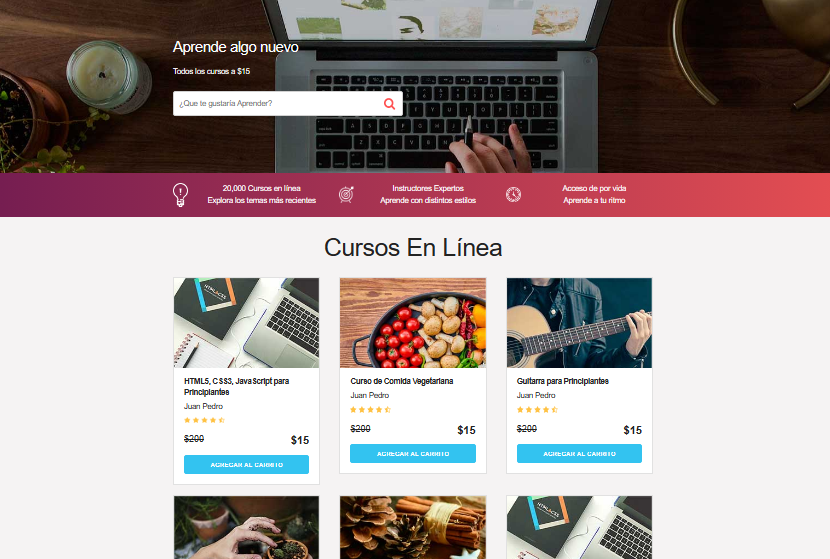 Aprende algo nuevo
Todos los cursos a $15
¿Que te gustaría Aprender?
20,000 Cursos en línea
Explora los temas más recientes
Instructores Expertos
Aprende con distintos estilos
Acceso de por vida
Aprende a tu ritmo
Cursos En Línea
HTML5, CSS3, JavaScript para
Principiantes
Juan Pedro
$200 $15
AGREGAR AL CARRITO
Curso de Comida Vegetariana
Juan Pedro
$200 $15
AGREGAR AL CARRITO
Guitarra para Principiantes
Juan Pedro
$200 $15
AGREGAR AL CARRITO